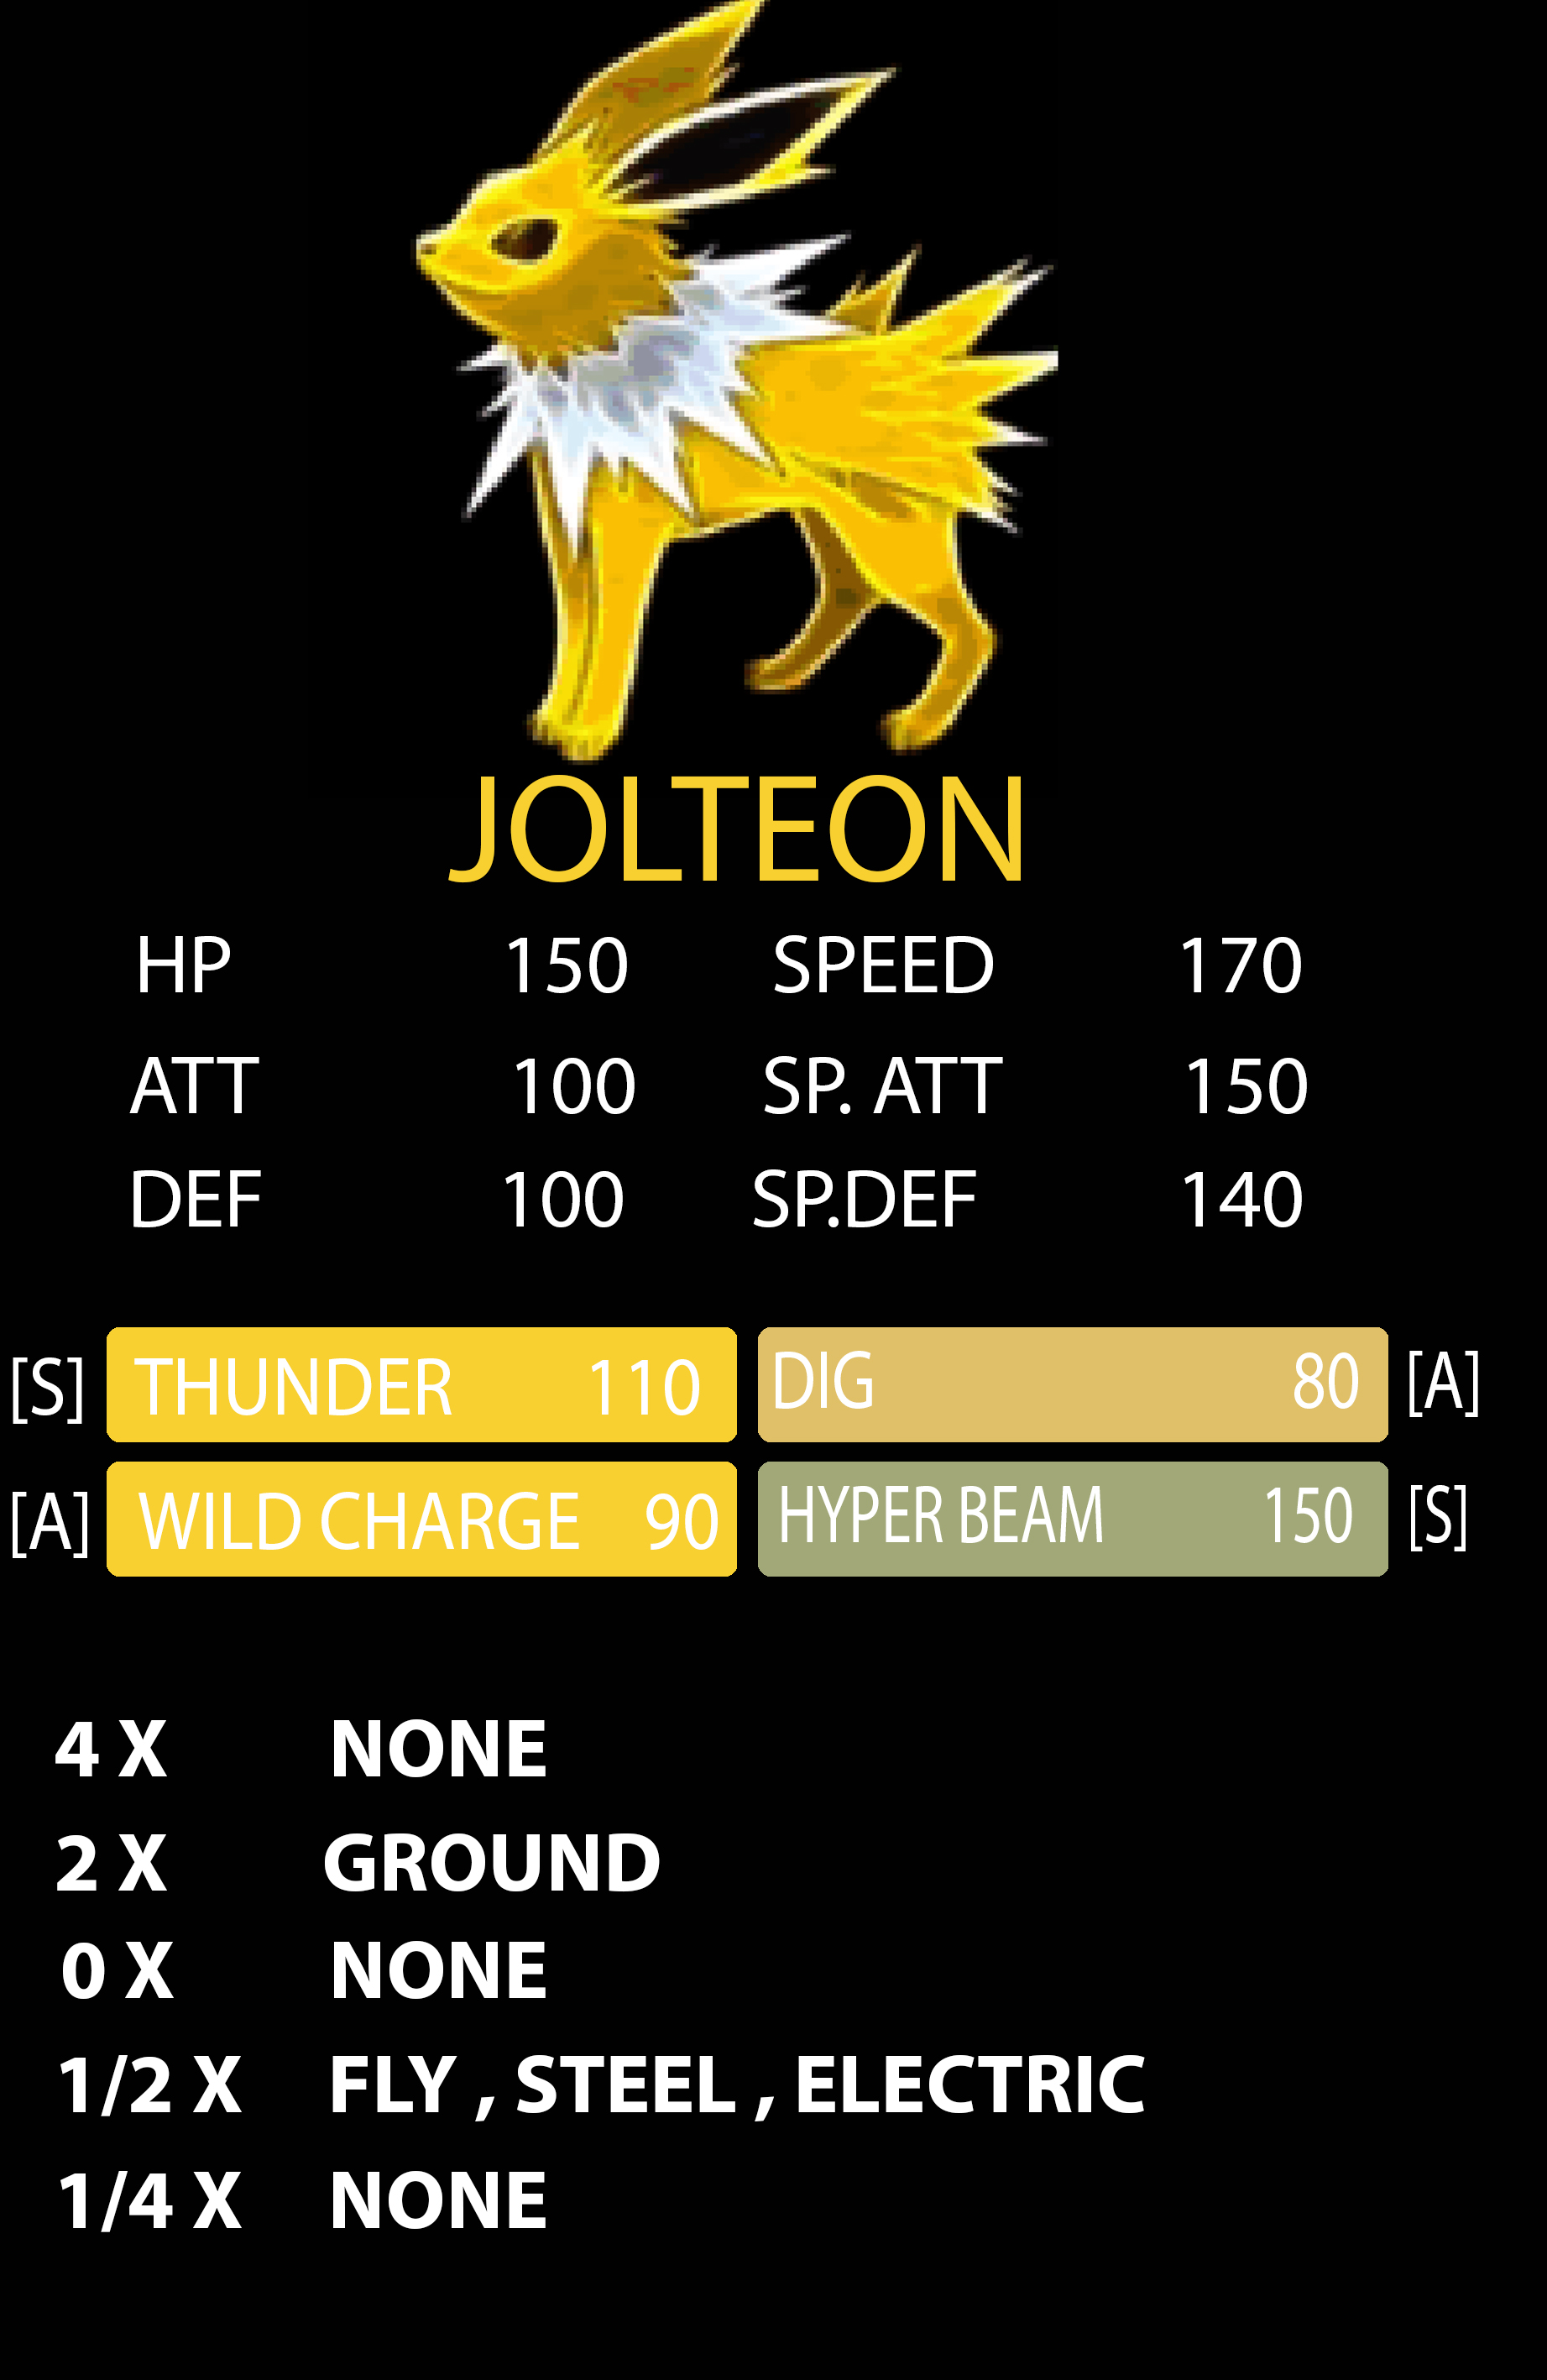 JOLTEON
HP 150 SPEED 170
ATT 100 SP. ATT 150
DEF 100 SP.DEF 140
[S] THUNDER 110 DIG 80 [A]
[A] WILD CHARGE 90 HYPER BEAM 150 [S]
4 X NONE
2 X GROUND
0 X NONE
1/2 X FLY , STEEL , ELECTRIC
1/4 X NONE